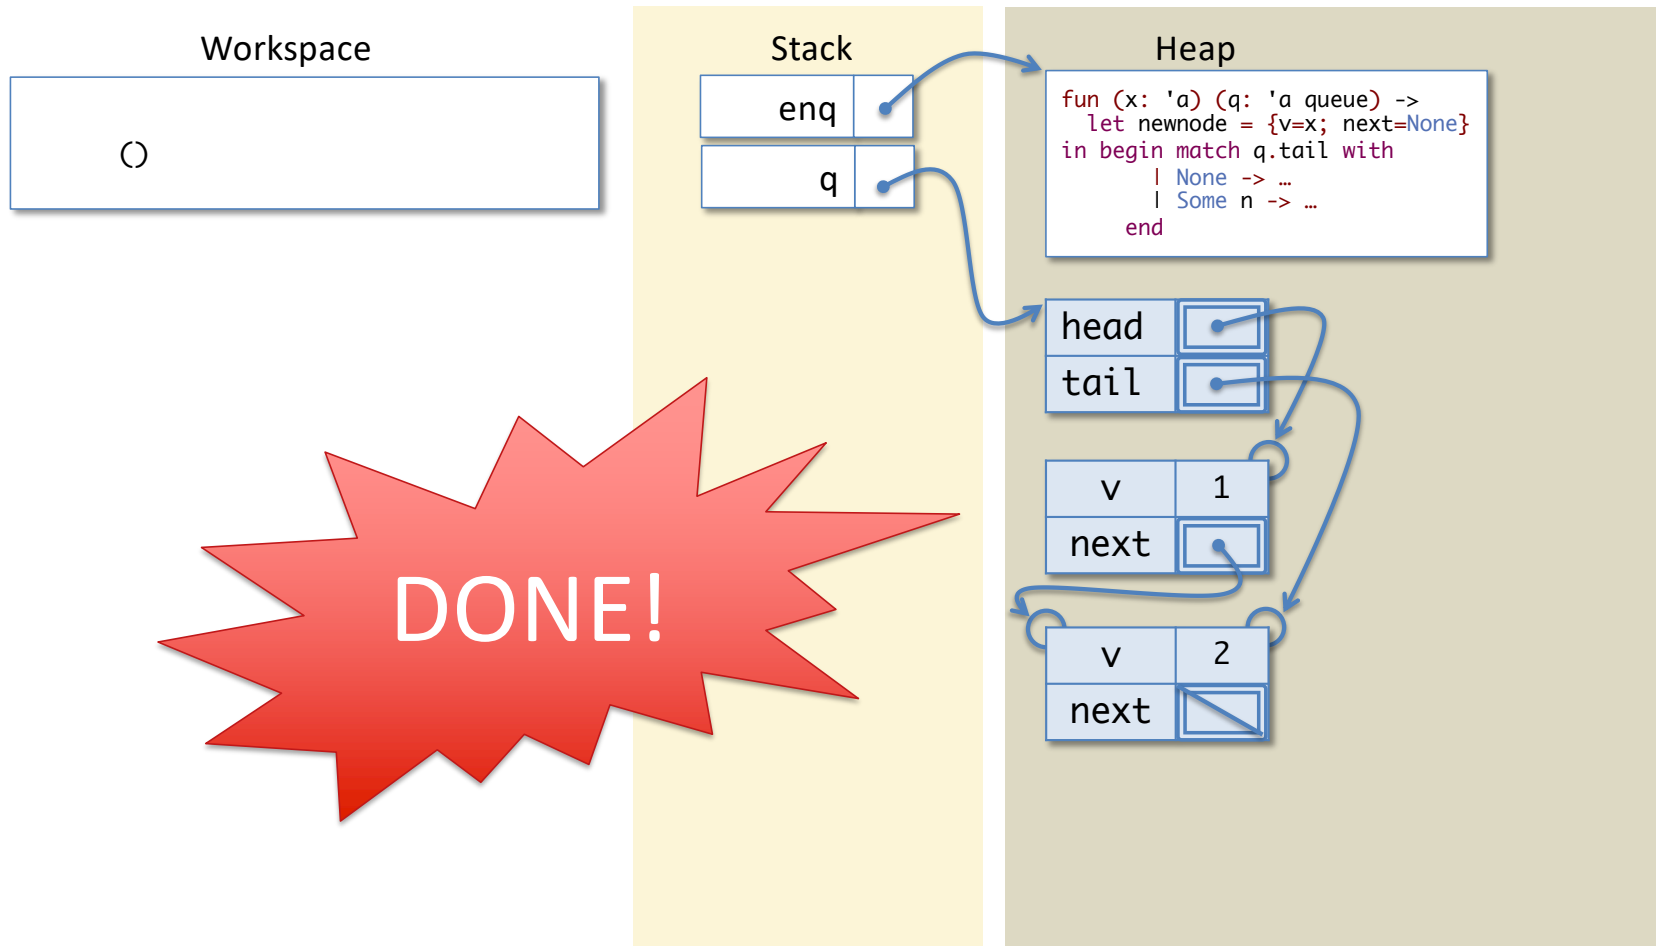 Workspace
()
Stack
enq
q
Heap
fun (x: 'a) (q: 'a queue) ->
let newnode = {v=x; next=None}
in begin match q.tail with
| None -> …
| Some n -> …
end
head
tail
v 1
next
v 2
next
DONE!